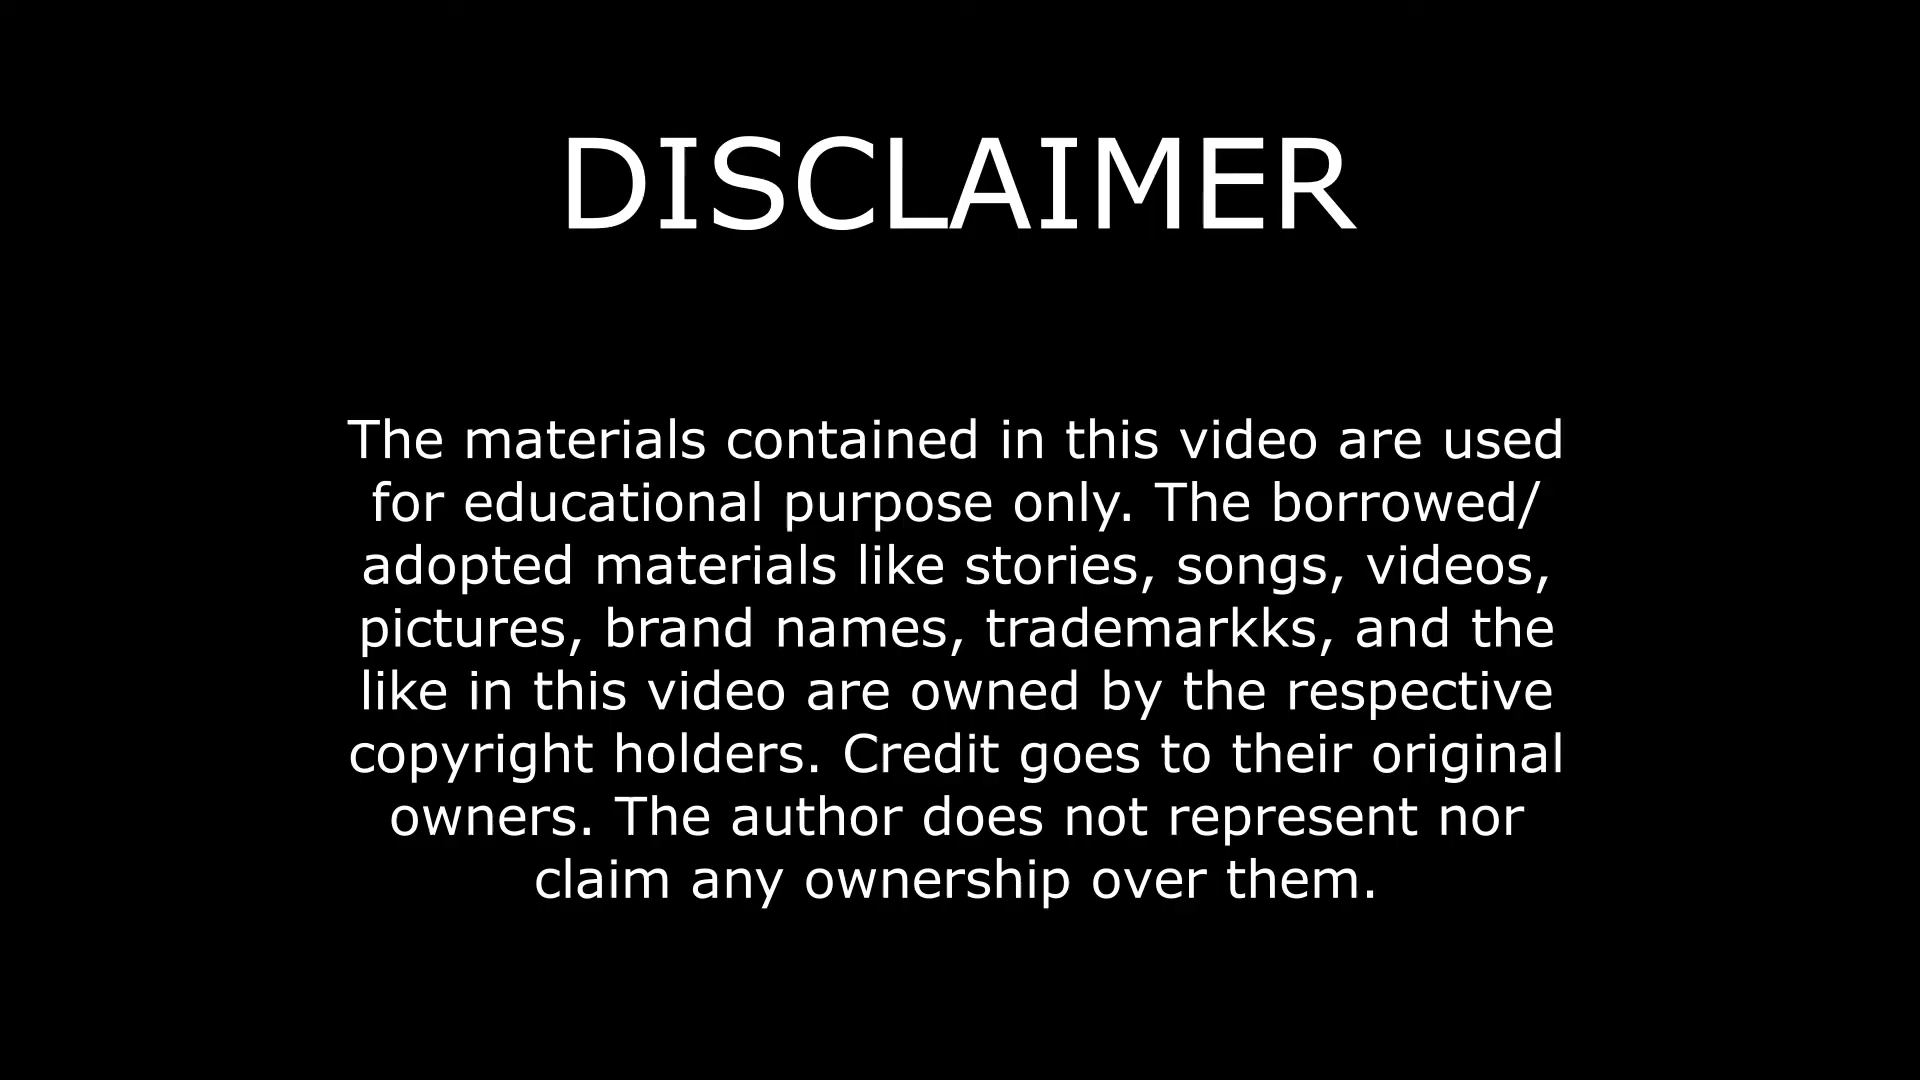 DISCLAIMER
The materials contained in this video are used
for educational purpose only. The borrowed/
adopted materials like stories, songs, videos,
pictures, brand names, trademarkks, and the
like in this video are owned by the respective
copyright holders. Credit goes to their original
owners. The author does not represent nor
claim any ownership over them.